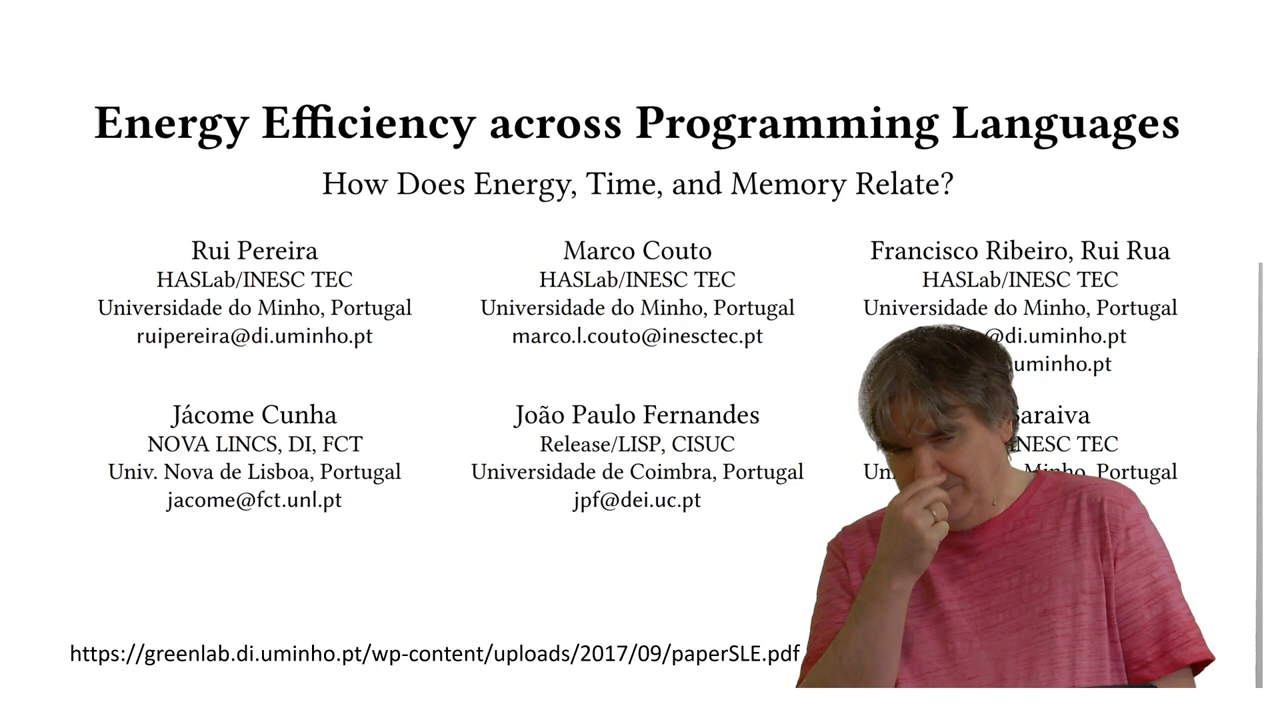 Energy Efficiency across Programming Languages
How Does Energy, Time, and Memory Relate?
Rui Pereira
HASLab/INESC TEC
Universidade do Minho, Portugal
ruipereira@di.uminho.pt
Marco Couto
HASLab/INESC TEC
Universidade do Minho, Portugal
marco.l.couto@inesctec.pt
Francisco Ribeiro, Rui Rua
HASLab/INESC TEC
Universidade do Minho, Portugal
@di.uminho.pt
uminho.pt
Jácome Cunha
NOVA LINCS, DI, FCT
Univ. Nova de Lisboa, Portugal
jacome@fct.unl.pt
João Paulo Fernandes
Release/LISP, CISUC
Universidade de Coimbra, Portugal
jpf@dei.uc.pt
araiva
INESC TEC
Minho, Portugal
https://greenlab.di.uminho.pt/wp-content/uploads/2017/09/paperSLE.pdf